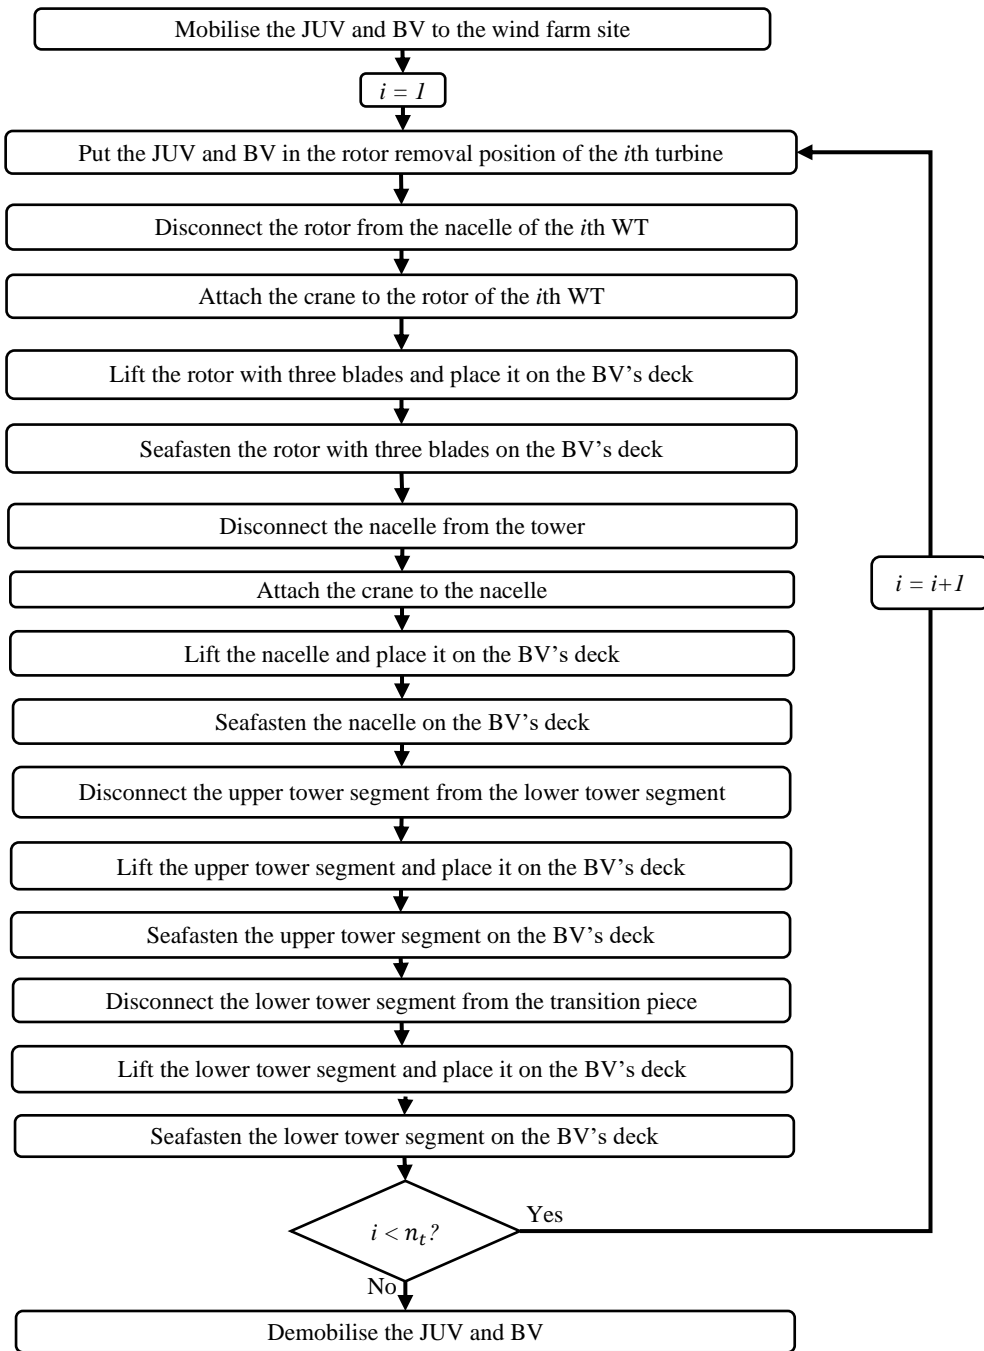 Mobilise the JUV and BV to the wind farm site
i = 1
Put the JUV and BV in the rotor removal position of the ith turbine
Disconnect the rotor from the nacelle of the ith WT
Attach the crane to the rotor of the ith WT
Lift the rotor with three blades and place it on the BV’s deck
Seafasten the rotor with three blades on the BV’s deck
Disconnect the nacelle from the tower
Attach the crane to the nacelle
i = i+1
Lift the nacelle and place it on the BV’s deck
Seafasten the nacelle on the BV’s deck
Disconnect the upper tower segment from the lower tower segment
Lift the upper tower segment and place it on the BV’s deck
Seafasten the upper tower segment on the BV’s deck
Disconnect the lower tower segment from the transition piece
Lift the lower tower segment and place it on the BV’s deck
Seafasten the lower tower segment on the BV’s deck
i < nₜ?
Yes
No
Demobilise the JUV and BV